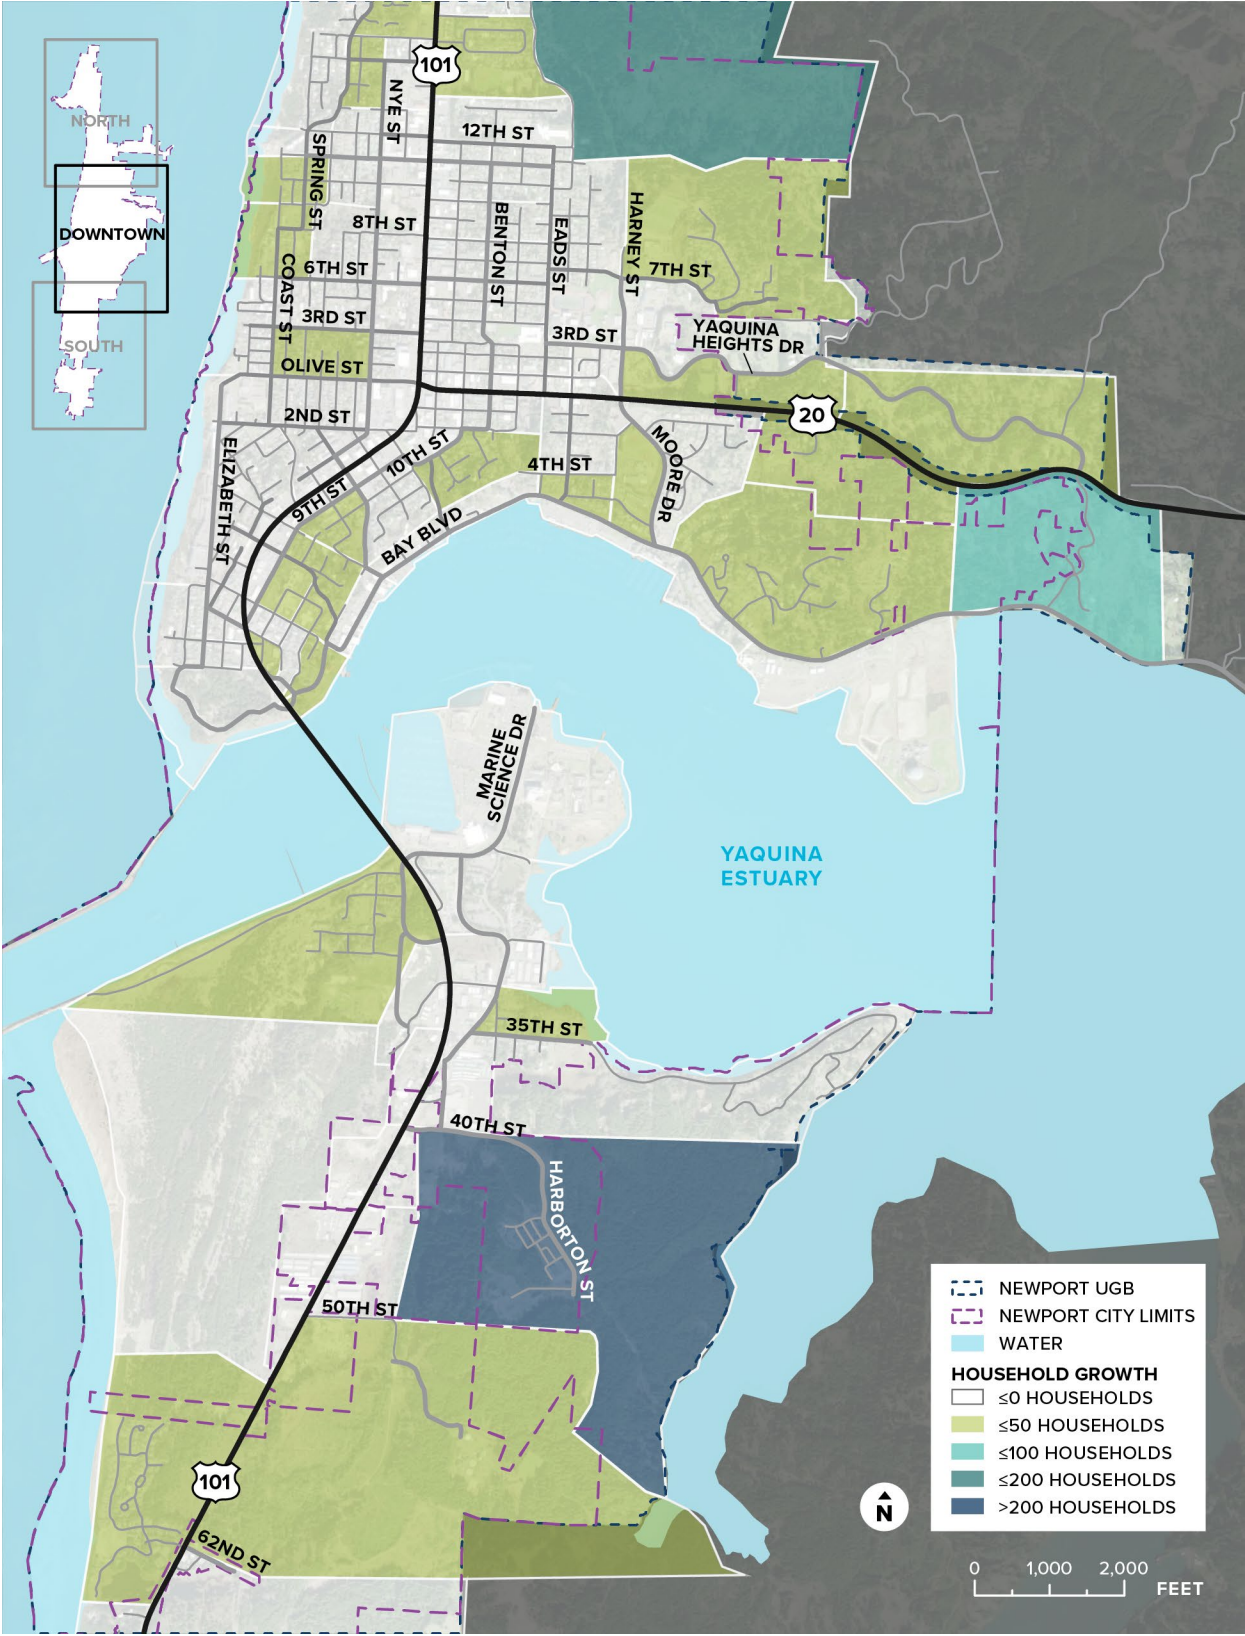 NORTH
DOWNTOWN
SOUTH
101
NYE ST
12TH ST
SPRING ST
8TH ST
BENTON ST
EADS ST
HARNEY ST
COAST ST
6TH ST
7TH ST
3RD ST
3RD ST
YAQUINA
HEIGHTS DR
OLIVE ST
20
2ND ST
ELIZABETH ST
10TH ST
4TH ST
MOORE DR
9TH ST
BAY BLVD
MARINE
SCIENCE DR
YAQUINA
ESTUARY
35TH ST
40TH ST
HARBORTON ST
50TH ST
101
62ND ST
NEWPORT UGB
NEWPORT CITY LIMITS
WATER
HOUSEHOLD GROWTH
≤0 HOUSEHOLDS
≤50 HOUSEHOLDS
≤100 HOUSEHOLDS
≤200 HOUSEHOLDS
>200 HOUSEHOLDS
N
0 1,000 2,000
FEET